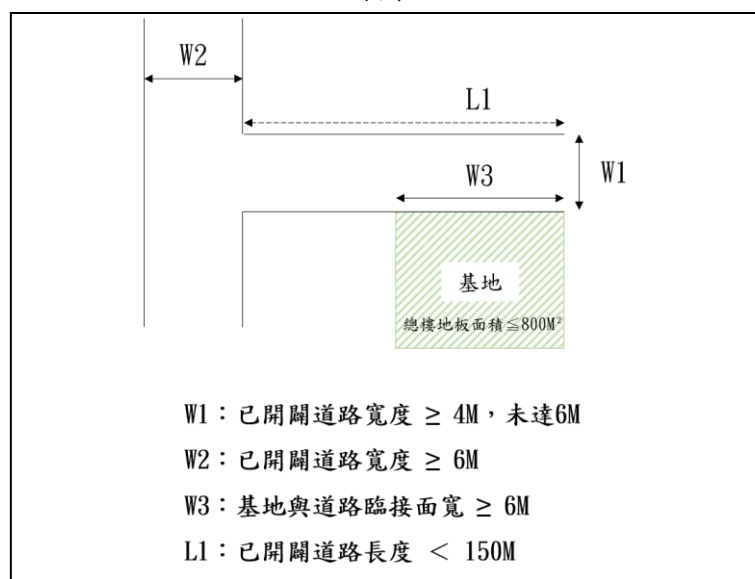 W2
L1
W3
W1
基地
總樓地板面積≦800M²
W1：已開闢道路寬度 ≥ 4M，未達6M
W2：已開闢道路寬度 ≥ 6M
W3：基地與道路臨接面寬 ≥ 6M
L1：已開闢道路長度 < 150M